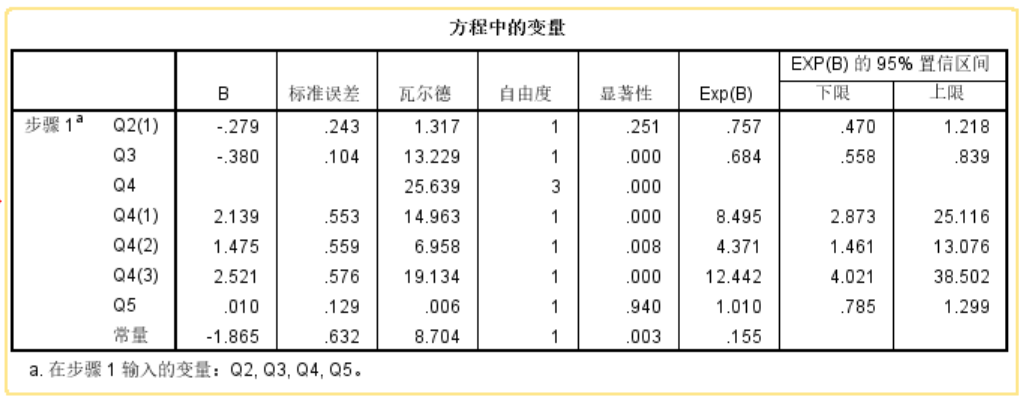 方程中的变量
EXP(B) 的 95% 置信区间
B 标准误差 瓦尔德 自由度 显著性 Exp(B) 下限 上限
步骤 1a Q2(1) -.279 .243 1.317 1 .251 .757 .470 1.218
Q3 -.380 .104 13.229 1 .000 .684 .558 .839
Q4 25.639 3 .000
Q4(1) 2.139 .553 14.963 1 .000 8.495 2.873 25.116
Q4(2) 1.475 .559 6.958 1 .008 4.371 1.461 13.076
Q4(3) 2.521 .576 19.134 1 .000 12.442 4.021 38.502
Q5 .010 .129 .006 1 .940 1.010 .785 1.299
常量 -1.865 .632 8.704 1 .003 .155
a. 在步骤 1 输入的变量：Q2, Q3, Q4, Q5。